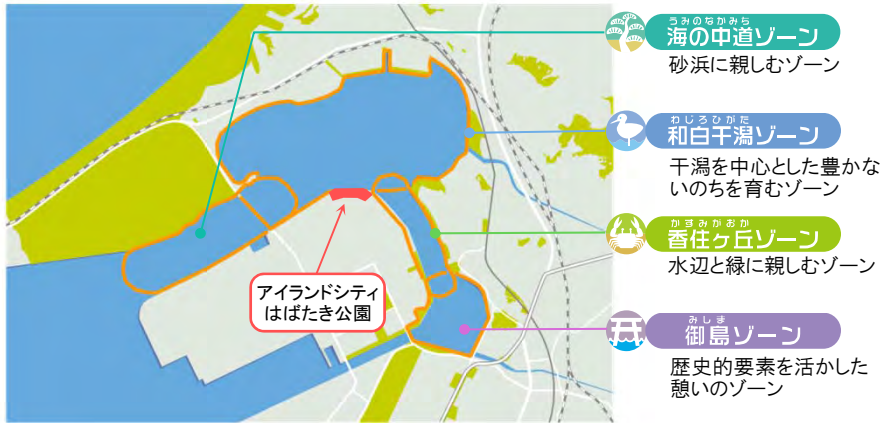 うみのなかみち
海の中道ゾーン
砂浜に親しむゾーン
わじろひがた
和白干潟ゾーン
干潟を中心とした豊かな
いのちを育むゾーン
かすみがおか
香住ヶ丘ゾーン
水辺と緑に親しむゾーン
アイランドシティ
はばたき公園
みしま
御島ゾーン
歴史的要素を活かした
憩いのゾーン